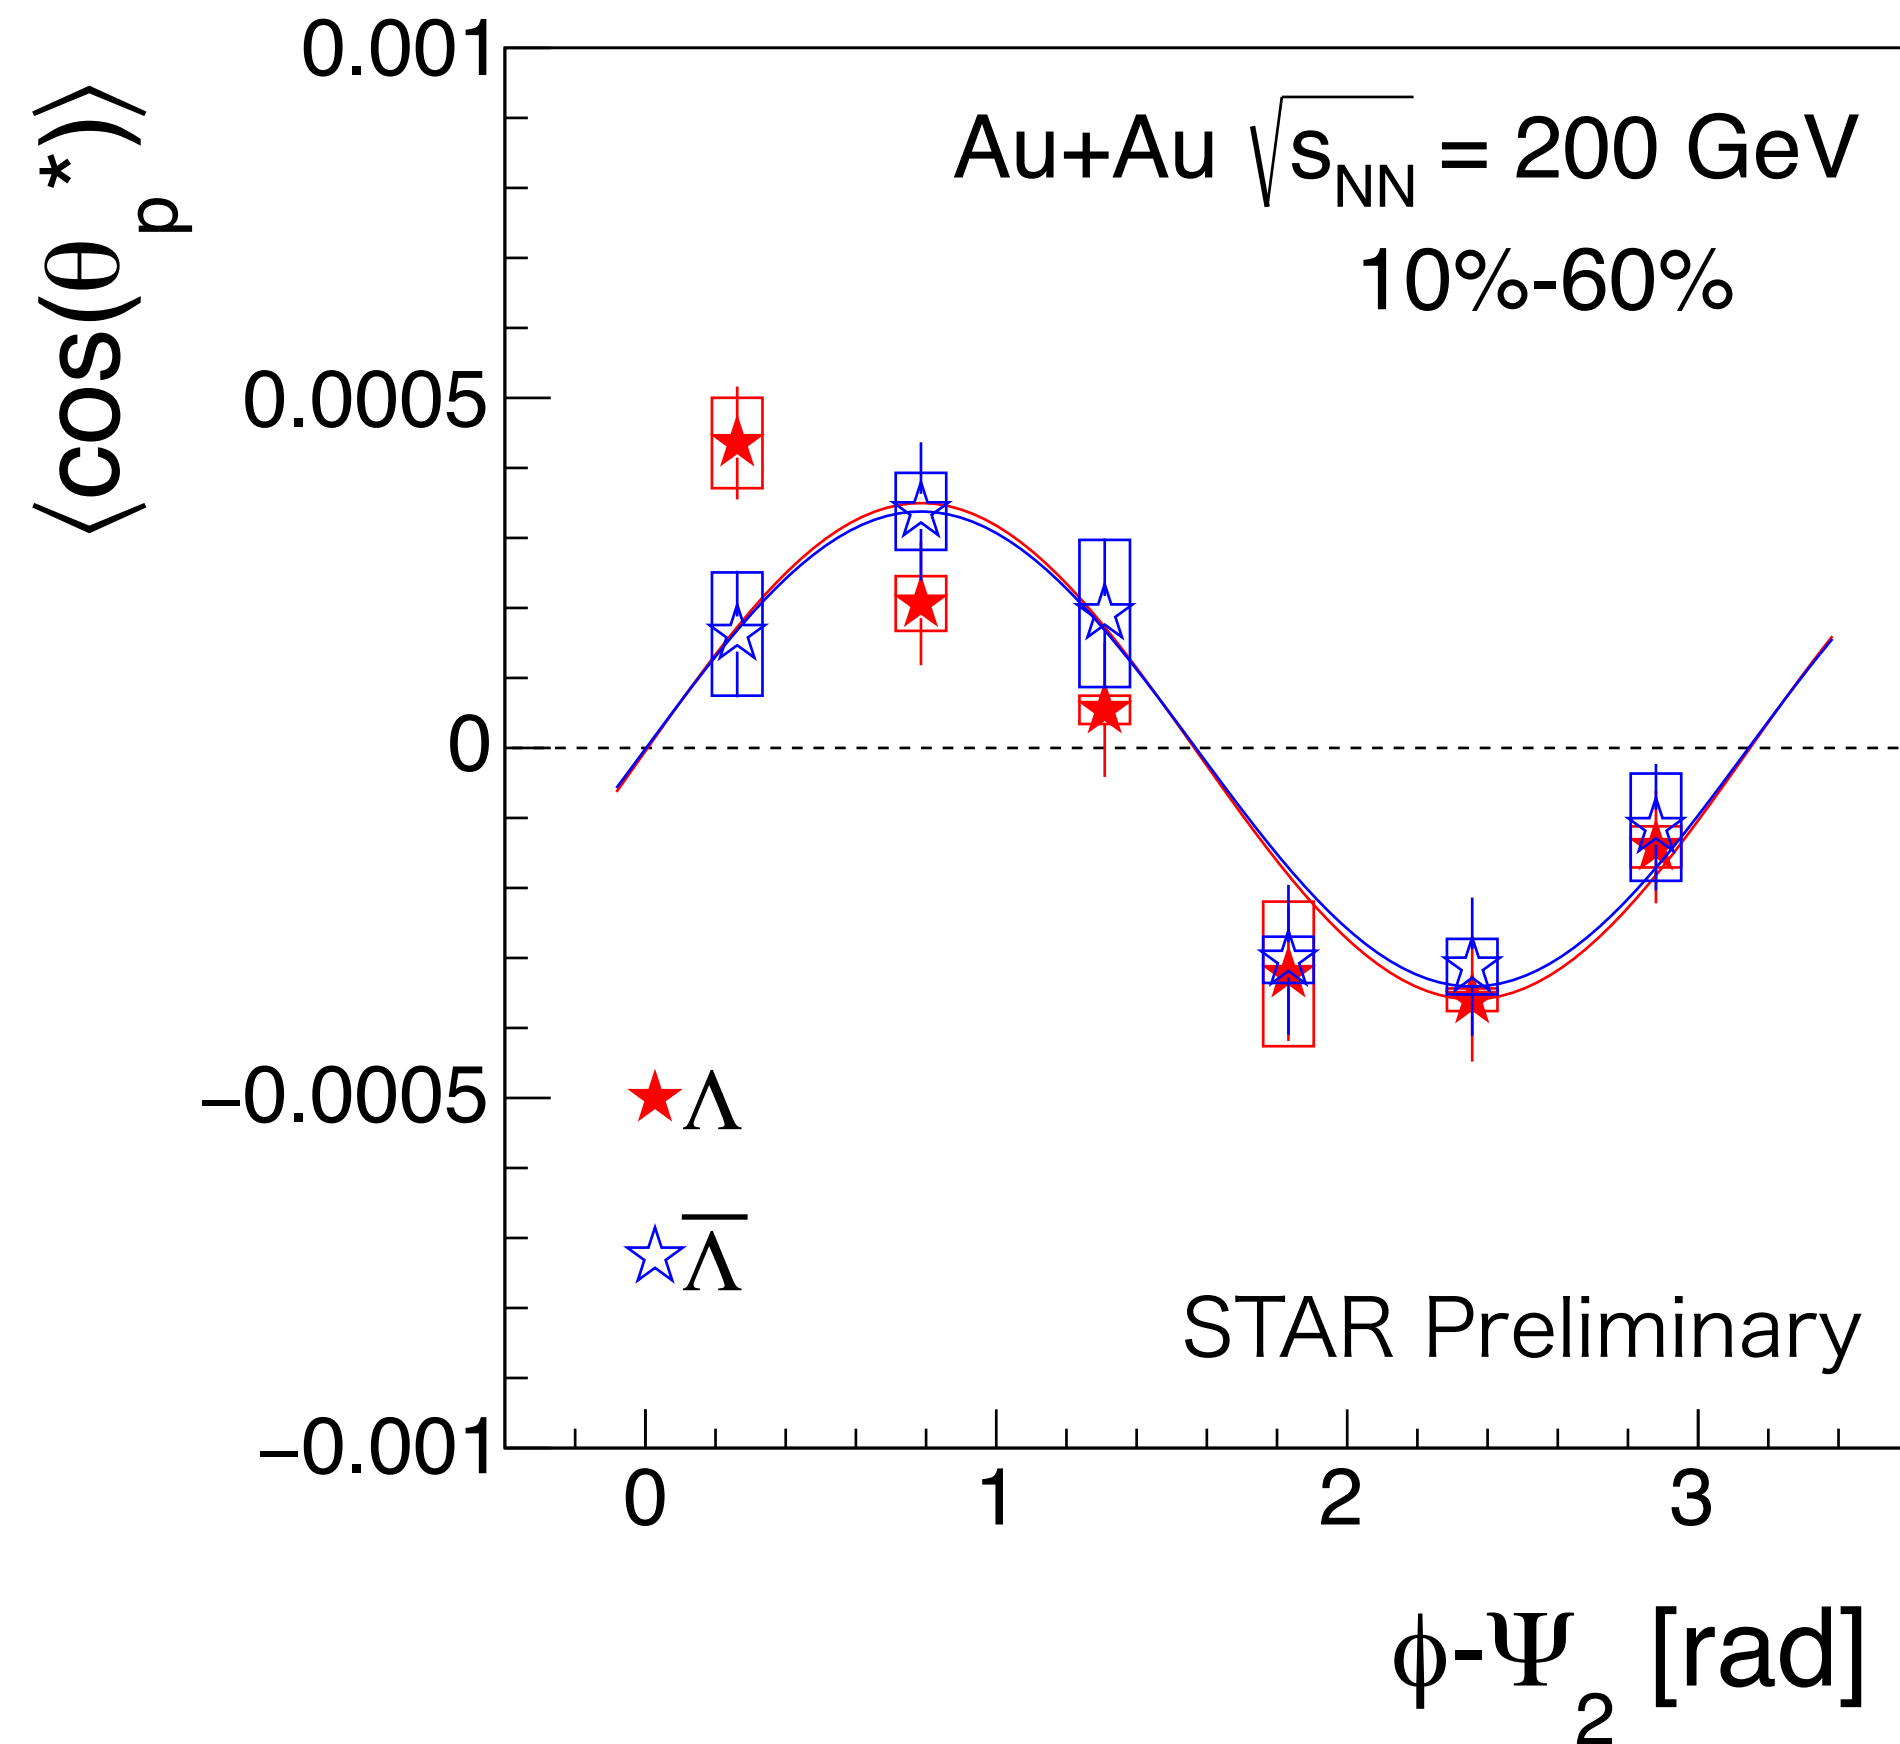 ⟨cos(θp*)⟩
0.001
0.0005
0
−0.0005
−0.001
Au+Au √sNN = 200 GeV
10%-60%
Λ
Λ̅
STAR Preliminary
0 1 2 3
ϕ-Ψ2 [rad]